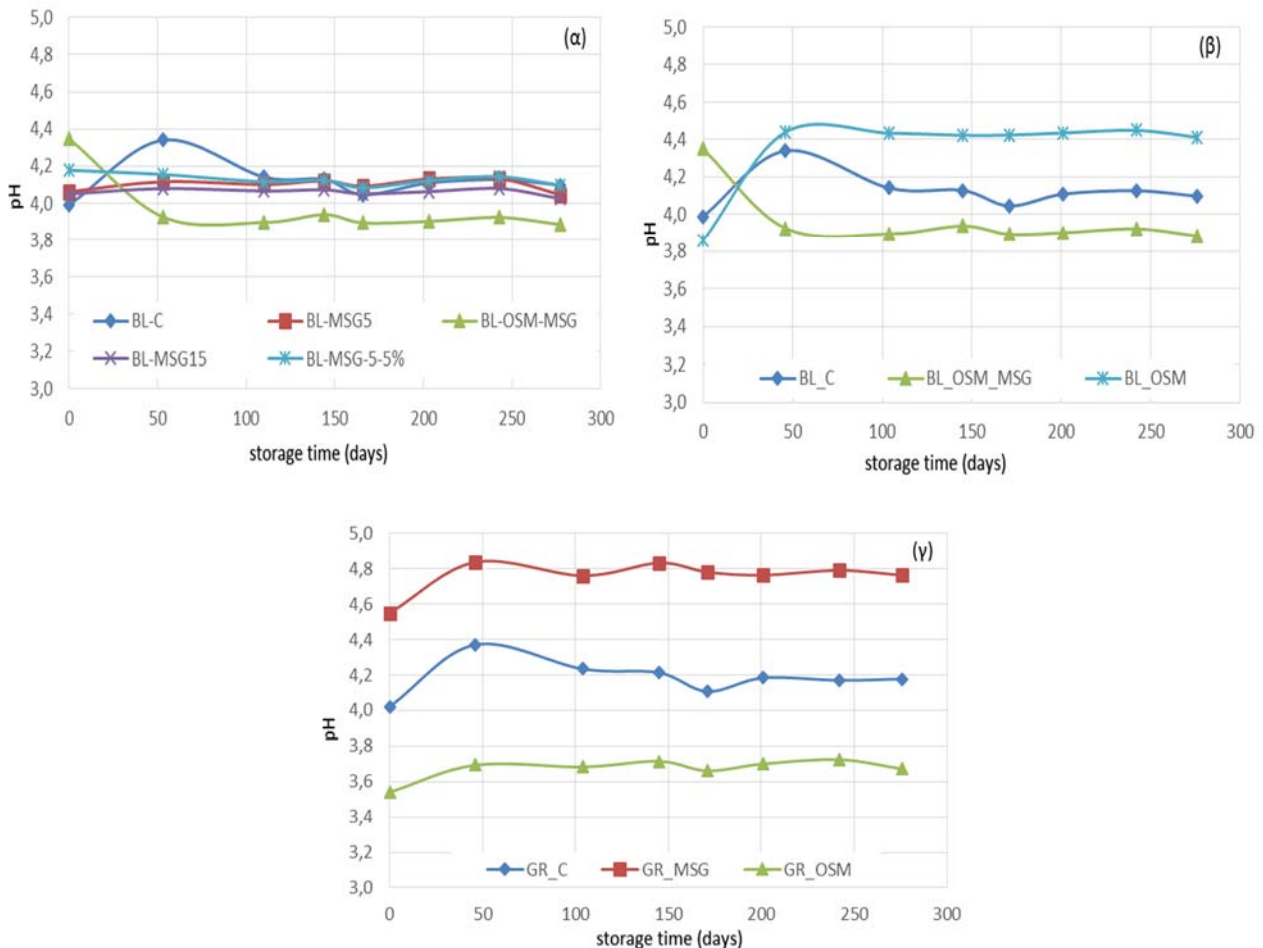 (α)
5,0
4,8
4,6
4,4
4,2
4,0
3,8
3,6
3,4
3,2
3,0
pH
BL-C
BL-MSG5
BL-OSM-MSG
BL-MSG15
BL-MSG-5-5%
0 50 100 150 200 250 300
storage time (days)
(β)
5,0
4,8
4,6
4,4
4,2
4,0
3,8
3,6
3,4
3,2
3,0
pH
BL_C
BL_OSM_MSG
BL_OSM
0 50 100 150 200 250 300
storage time (days)
(γ)
5,0
4,8
4,6
4,4
4,2
4,0
3,8
3,6
3,4
3,2
3,0
pH
GR_C
GR_MSG
GR_OSM
0 50 100 150 200 250 300
storage time (days)